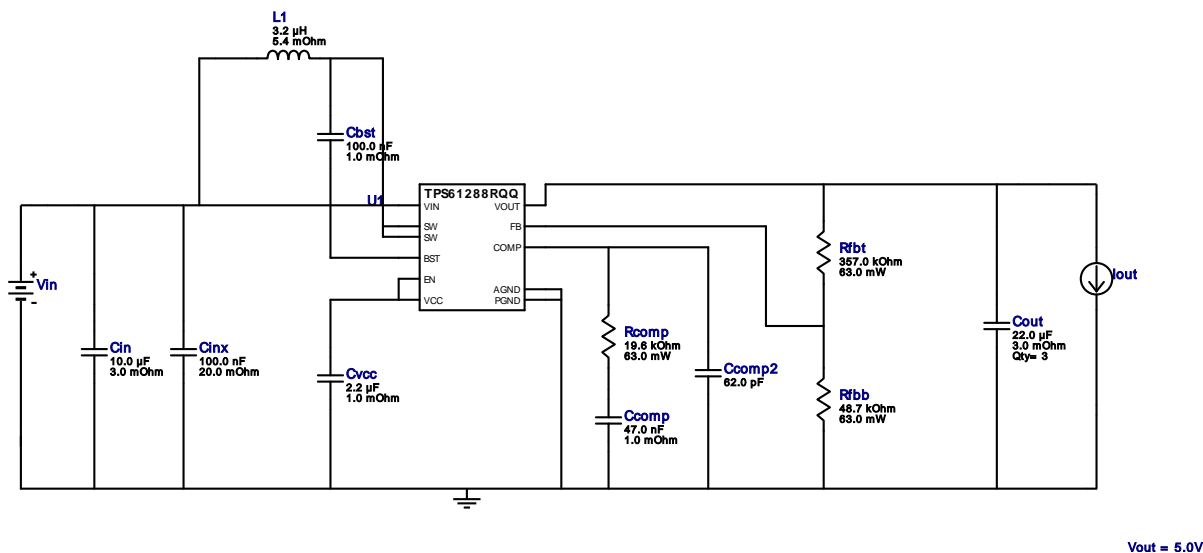 L1
3.2 µH
5.4 mOhm
Cbst
100.0 nF
1.0 mOhm
U1
TPS61288RQQ
VIN
VOUT
SW
FB
SW
COMP
BST
EN
AGND
VCC
PGND
+
Vin
-
Cin
10.0 µF
3.0 mOhm
Cinx
100.0 nF
20.0 mOhm
Cvcc
2.2 µF
1.0 mOhm
Rcomp
19.6 kOhm
63.0 mW
Ccomp
47.0 nF
1.0 mOhm
Ccomp2
62.0 pF
Rfbt
357.0 kOhm
63.0 mW
Rfbb
48.7 kOhm
63.0 mW
Cout
22.0 µF
3.0 mOhm
Qty= 3
Iout
Vout = 5.0V